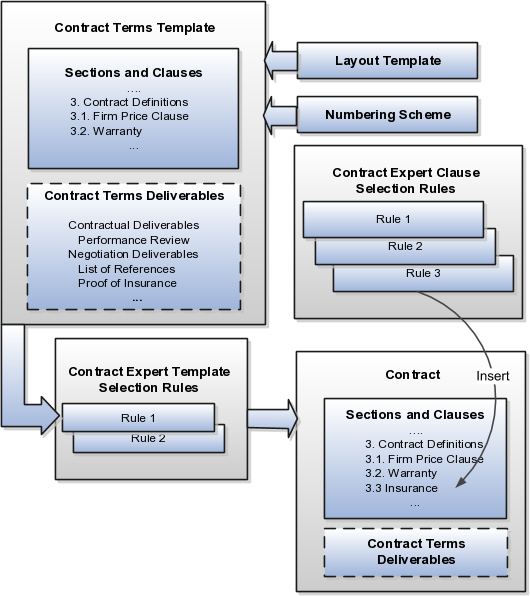 Contract Terms Template
Sections and Clauses
....
3. Contract Definitions
3.1. Firm Price Clause
3.2. Warranty
...
Contract Terms Deliverables
Contractual Deliverables
Performance Review
Negotiation Deliverables
List of References
Proof of Insurance
...
Layout Template
Numbering Scheme
Contract Expert Clause
Selection Rules
Rule 1
Rule 2
Rule 3
Contract Expert Template
Selection Rules
Rule 1
Rule 2
Contract
Insert
Sections and Clauses
....
3. Contract Definitions
3.1. Firm Price Clause
3.2. Warranty
3.3 Insurance
...
Contract Terms
Deliverables